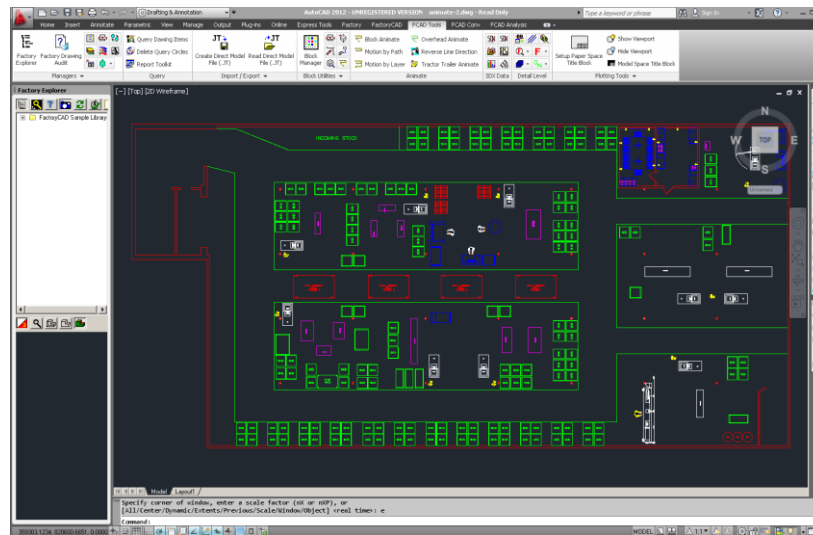 Drafting & Annotation
AutoCAD 2012 - UNREGISTERED VERSION animate-2.dwg - Read Only
Type a keyword or phrase
Sign In
Home Insert Annotate Parametric View Manage Output Plug-ins Online Express Tools Factory FactoryCAD FCAD Tools FCAD Conv FCAD Analysis
Factory Explorer
Factory Drawing Audit
Managers
Query Dawing Items
Delete Query Circles
Report Toolkit
Query
Create Direct Model File (.JT)
Read Direct Model File (.JT)
Import / Export
Block Manager
Block Utilities
Block Animate
Motion by Path
Motion by Layer
Overhead Animate
Reverse Line Direction
Tractor Trailer Animate
Animate
SDX Data
Detail Level
Setup Paper Space Title Block
Show Viewport
Hide Viewport
Model Space Title Block
Plotting Tools
Factory Explorer
FactoryCAD Sample Library
[-] [Top] [2D Wireframe]
INCOMING STOCK
N
W TOP E
S
Unnamed
Model Layout1
Specify corner of window, enter a scale factor (nX or nXP), or
[All/Center/Dynamic/Extents/Previous/Scale/Window/Object] <real time>: e
Command:
MODEL
1:1